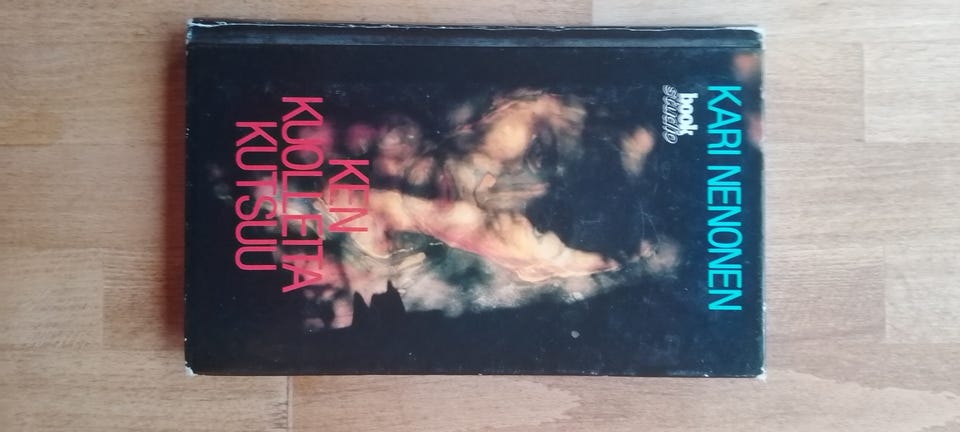 KARI NENONEN
book
studio
KEN
KUOLLEITA
KUTSUU